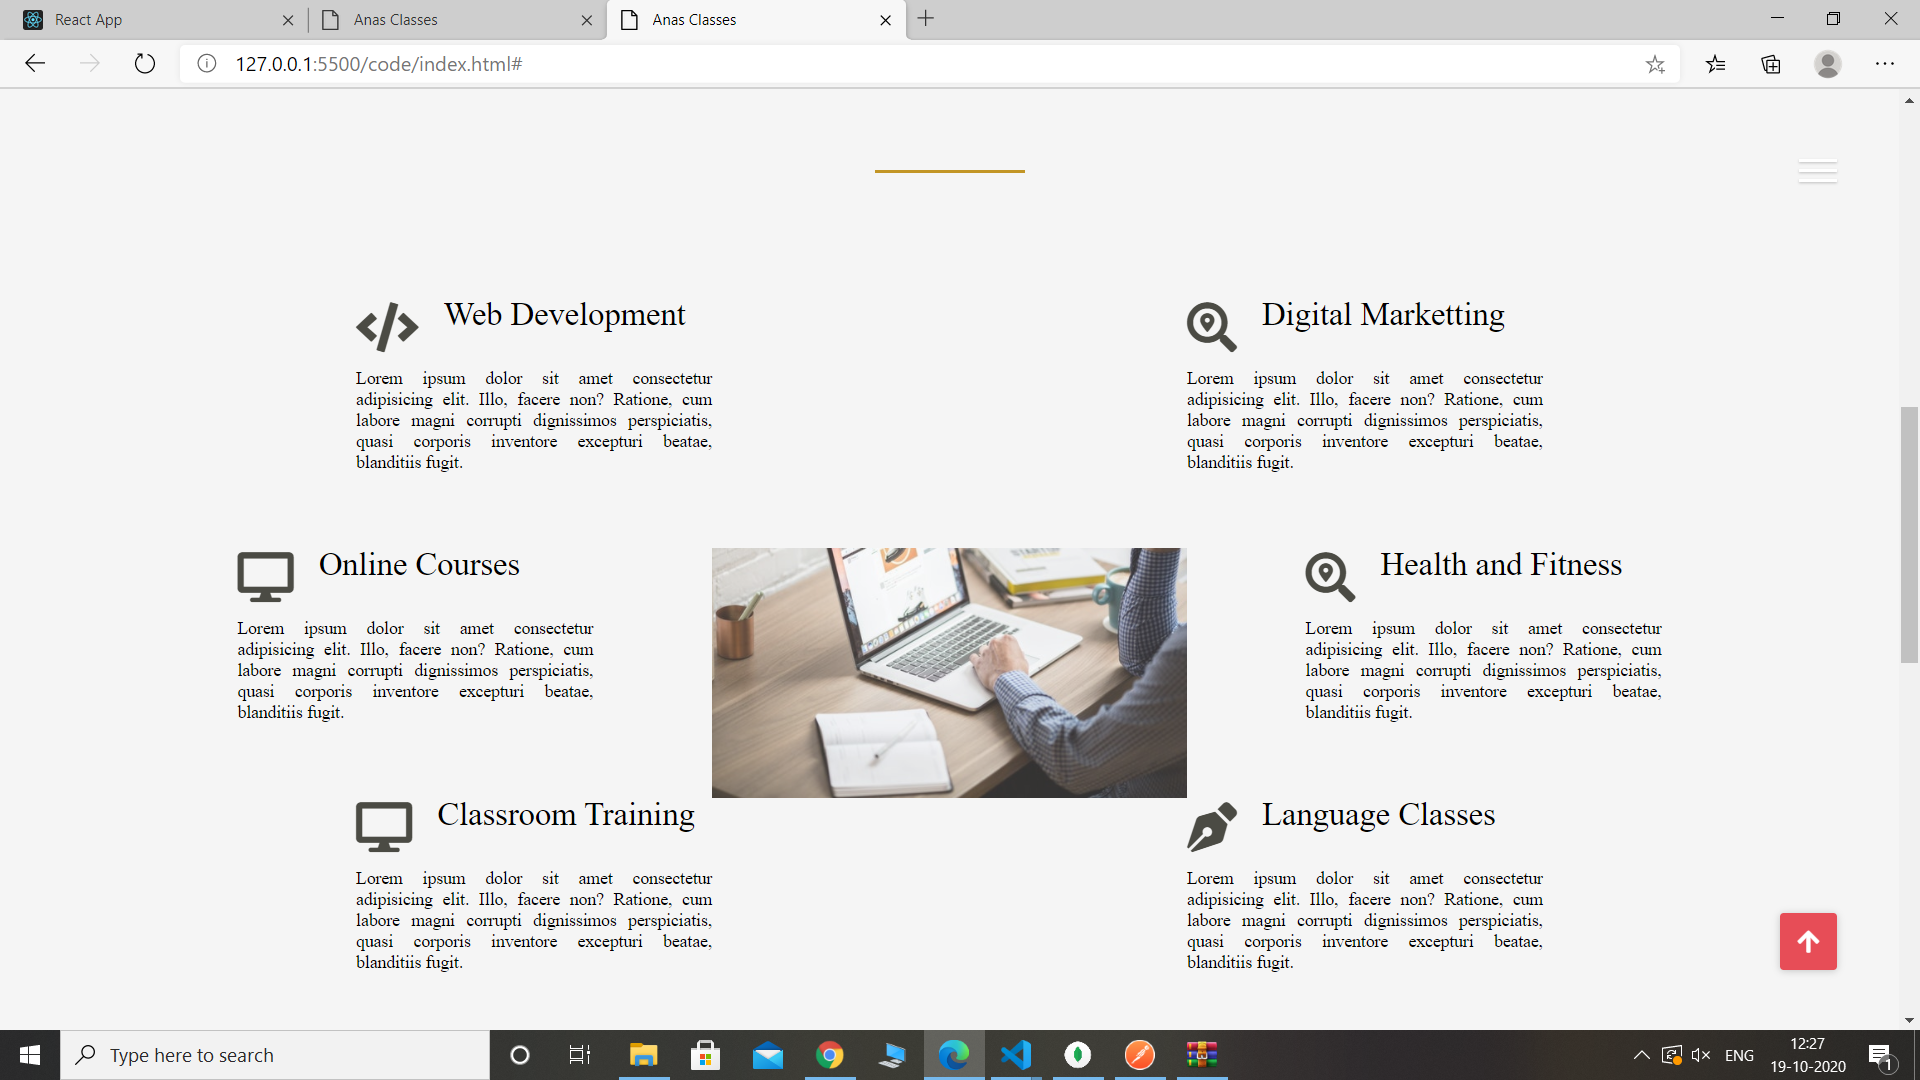 React App
Anas Classes
Anas Classes
127.0.0.1:5500/code/index.html#
Web Development
Lorem ipsum dolor sit amet consectetur
adipisicing elit. Illo, facere non? Ratione, cum
labore magni corrupti dignissimos perspiciatis,
quasi corporis inventore excepturi beatae,
blanditiis fugit.
Digital Marketting
Lorem ipsum dolor sit amet consectetur
adipisicing elit. Illo, facere non? Ratione, cum
labore magni corrupti dignissimos perspiciatis,
quasi corporis inventore excepturi beatae,
blanditiis fugit.
Online Courses
Lorem ipsum dolor sit amet consectetur
adipisicing elit. Illo, facere non? Ratione, cum
labore magni corrupti dignissimos perspiciatis,
quasi corporis inventore excepturi beatae,
blanditiis fugit.
Health and Fitness
Lorem ipsum dolor sit amet consectetur
adipisicing elit. Illo, facere non? Ratione, cum
labore magni corrupti dignissimos perspiciatis,
quasi corporis inventore excepturi beatae,
blanditiis fugit.
Classroom Training
Lorem ipsum dolor sit amet consectetur
adipisicing elit. Illo, facere non? Ratione, cum
labore magni corrupti dignissimos perspiciatis,
quasi corporis inventore excepturi beatae,
blanditiis fugit.
Language Classes
Lorem ipsum dolor sit amet consectetur
adipisicing elit. Illo, facere non? Ratione, cum
labore magni corrupti dignissimos perspiciatis,
quasi corporis inventore excepturi beatae,
blanditiis fugit.
Type here to search
ENG
12:27
19-10-2020
1